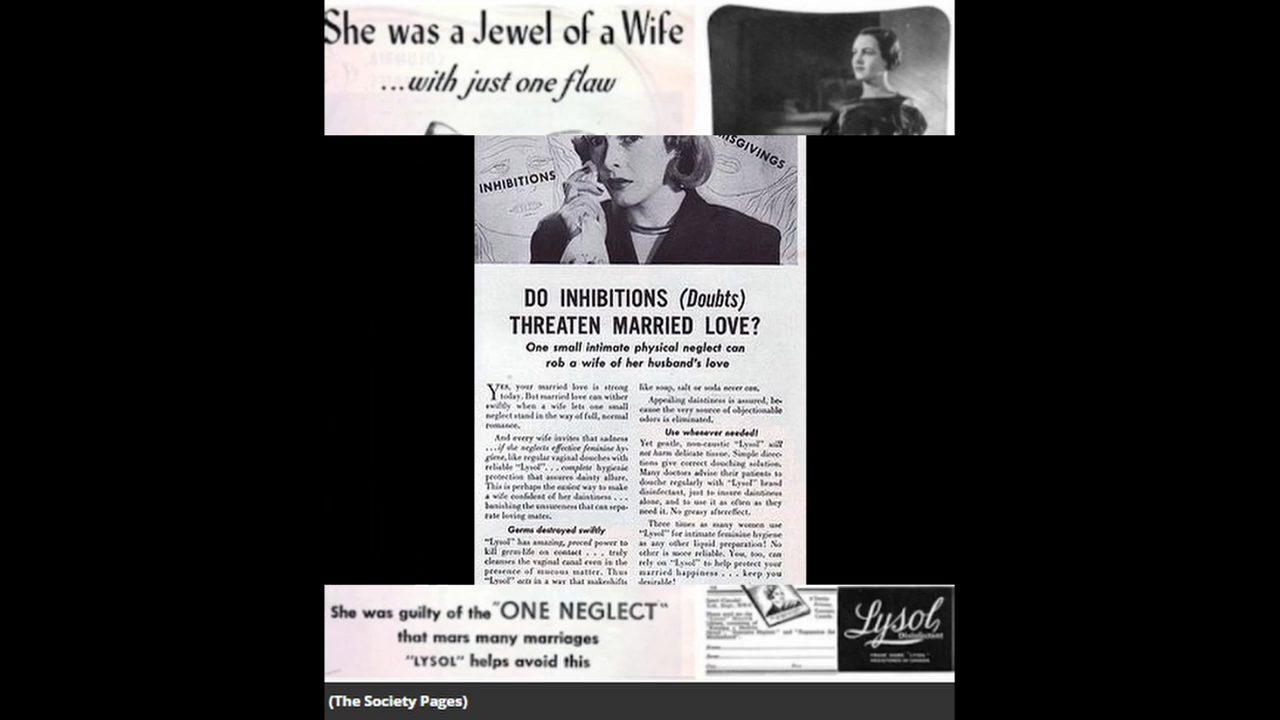 She was a Jewel of a Wife
...with just one flaw
INHIBITIONS
ISGIVINGS
DO INHIBITIONS (Doubts)
THREATEN MARRIED LOVE?
One small intimate physical neglect can
rob a wife of her husband's love
YES, your married love is strong
today. But married love can wither
swiftly when a wife lets one small
neglect stand in the way of full, normal
romance.
And every wife invites that sadness
...if she neglects effective feminine hy-
giene, like regular vaginal douches with
reliable "Lysol"... complete hygienic
protection that assures dainty allure.
This is perhaps the easiest way to make
a wife confident of her daintiness...
banishing the unsureness that can sepa-
rate loving mates.
Germs destroyed swiftly
"Lysol" has amazing, proved power to
kill germ-life on contact... truly
cleanses the vaginal canal even in the
presence of mucous matter. Thus
"Lysol" acts in a way that makeshifts
like soap, salt or soda never can.
Appealing daintiness is assured, be-
cause the very source of objectionable
odors is eliminated.
Use whenever needed!
Yet gentle, non-caustic "Lysol" will
not harm delicate tissue. Simple direc-
tions give correct douching solution.
Many doctors advise their patients to
douche regularly with "Lysol" brand
disinfectant, just to insure daintiness
alone, and to use it as often as they
need it. No greasy aftereffect.
Three times as many women use
"Lysol" for intimate feminine hygiene
as any other liquid preparation! No
other is more reliable. You, too, can
rely on "Lysol" to help protect your
married happiness... keep you
desirable!
She was guilty of the "ONE NEGLECT"
that mars many marriages
"LYSOL" helps avoid this
Lysol
Disinfectant
(The Society Pages)